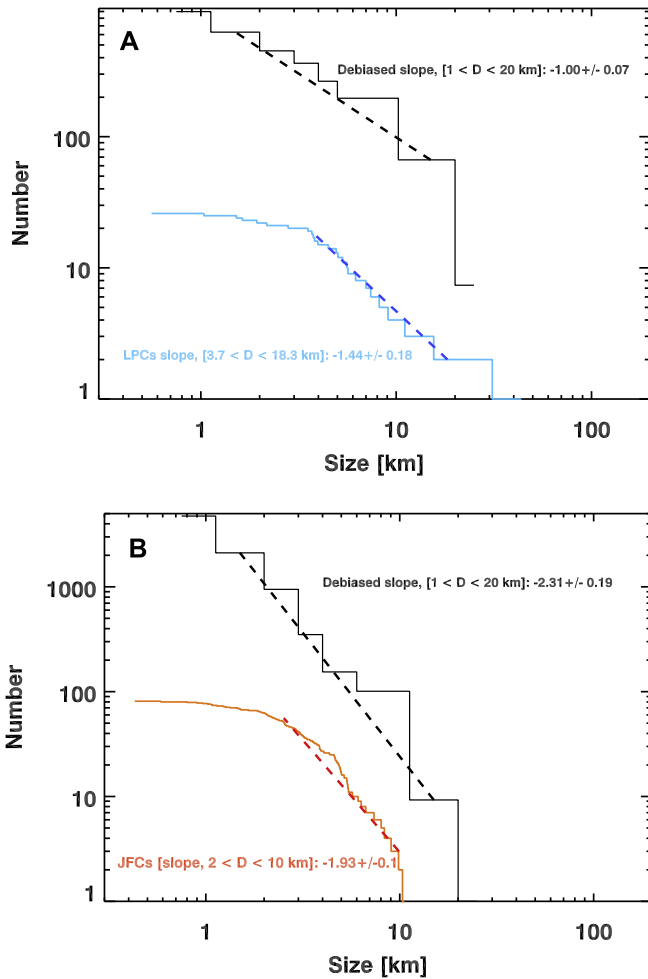 A
Debiased slope, [1 < D < 20 km]: -1.00+/- 0.07
100
10
1
Number
LPCs slope, [3.7 < D < 18.3 km]: -1.44+/- 0.18
1
10
100
Size [km]
B
Debiased slope, [1 < D < 20 km]: -2.31+/- 0.19
1000
100
10
1
Number
JFCs [slope, 2 < D < 10 km]: -1.93+/-0.1
1
10
100
Size [km]